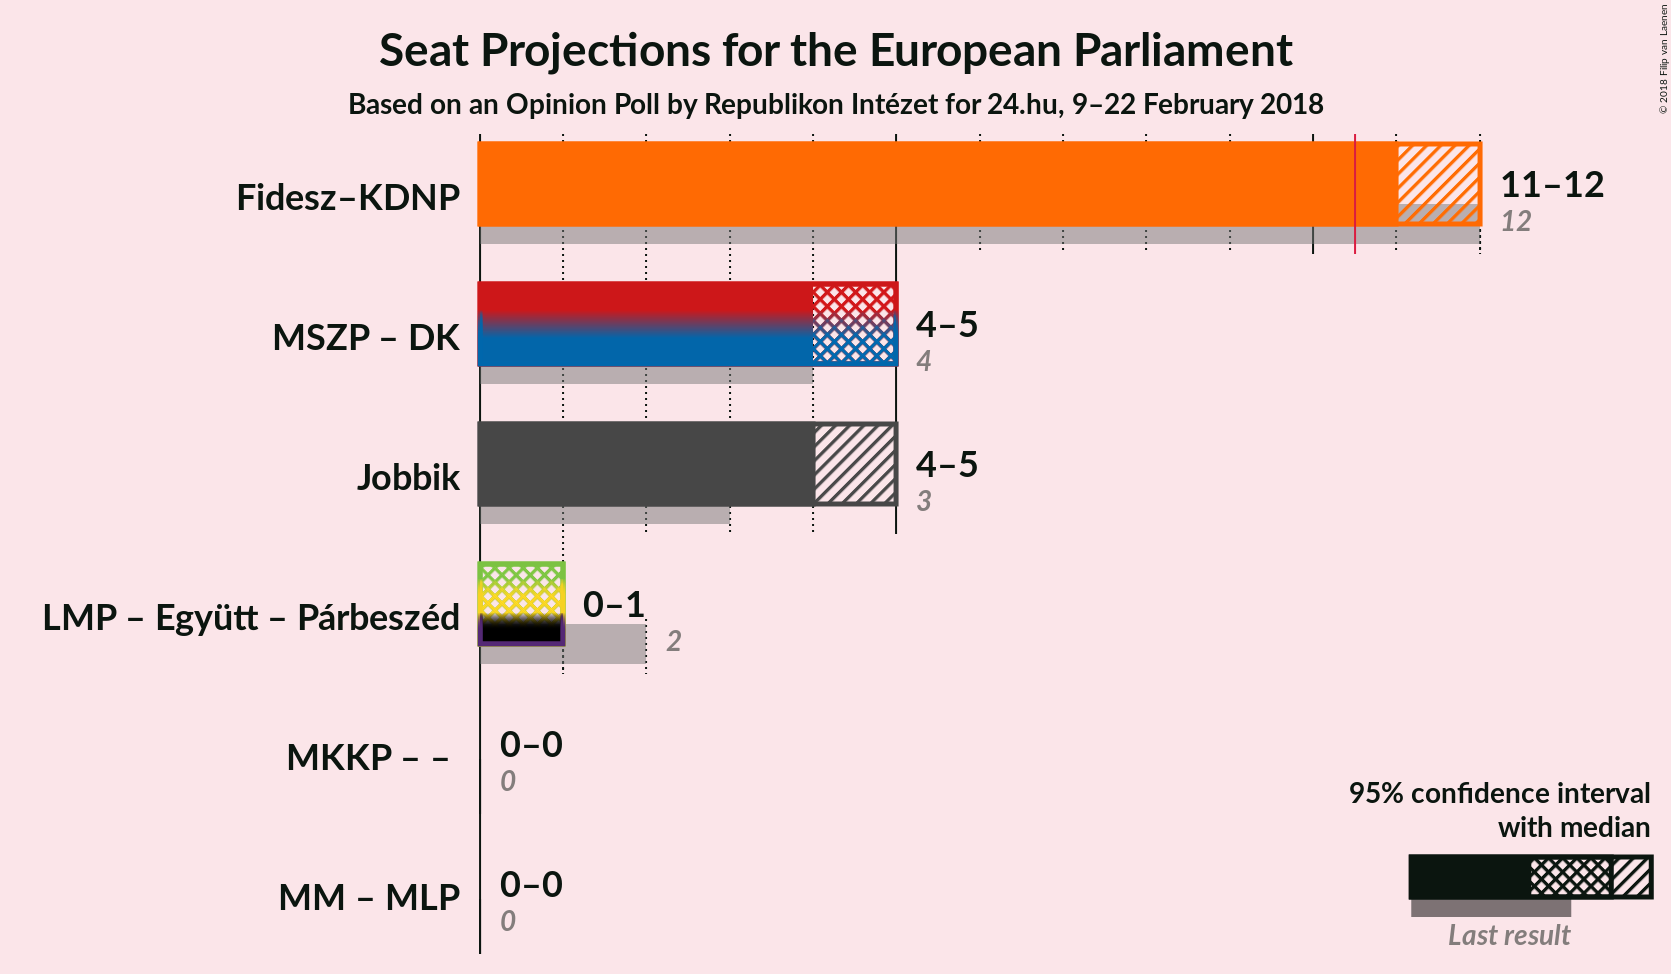 Seat Projections for the European Parliament
Based on an Opinion Poll by Republikon Intézet for 24.hu, 9–22 February 2018
© 2018 Filip van Laenen
Fidesz–KDNP
11–12
12
MSZP – DK
4–5
4
Jobbik
4–5
3
LMP – Együtt – Párbeszéd
0–1
2
MKKP – –
0–0
0
MM – MLP
0–0
0
95% confidence interval
with median
Last result